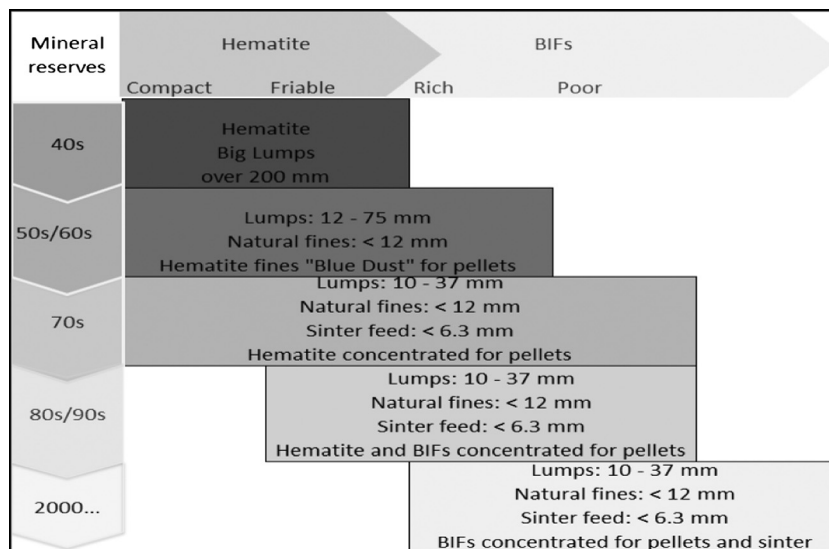 Mineral
reserves
Hematite
BIFs
Compact
Friable
Rich
Poor
40s
Hematite
Big Lumps
over 200 mm
50s/60s
Lumps: 12 - 75 mm
Natural fines: < 12 mm
Hematite fines "Blue Dust" for pellets
70s
Lumps: 10 - 37 mm
Natural fines: < 12 mm
Sinter feed: < 6.3 mm
Hematite concentrated for pellets
80s/90s
Lumps: 10 - 37 mm
Natural fines: < 12 mm
Sinter feed: < 6.3 mm
Hematite and BIFs concentrated for pellets
2000...
Lumps: 10 - 37 mm
Natural fines: < 12 mm
Sinter feed: < 6.3 mm
BIFs concentrated for pellets and sinter